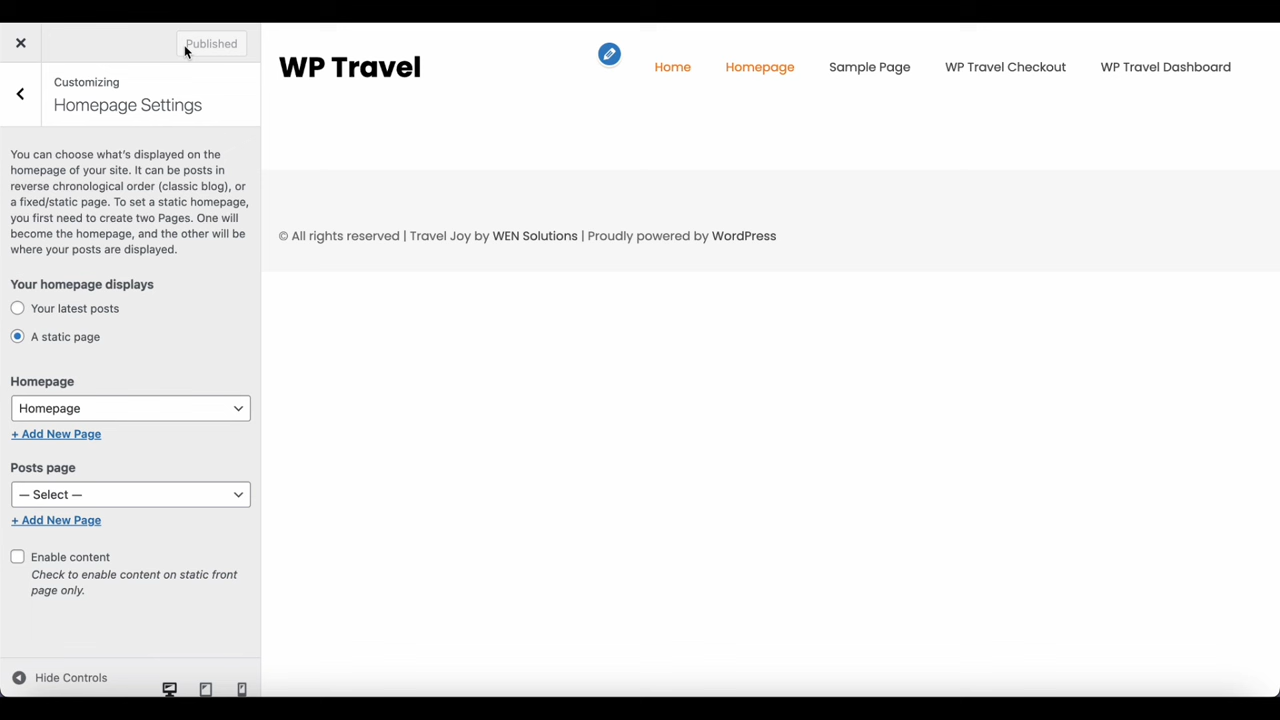 Published
Customizing
Homepage Settings
You can choose what's displayed on the
homepage of your site. It can be posts in
reverse chronological order (classic blog), or
a fixed/static page. To set a static homepage,
you first need to create two Pages. One will
become the homepage, and the other will be
where your posts are displayed.
Your homepage displays
Your latest posts
A static page
Homepage
Homepage
+ Add New Page
Posts page
— Select —
+ Add New Page
Enable content
Check to enable content on static front
page only.
Hide Controls
WP Travel
Home Homepage Sample Page WP Travel Checkout WP Travel Dashboard
© All rights reserved | Travel Joy by WEN Solutions | Proudly powered by WordPress